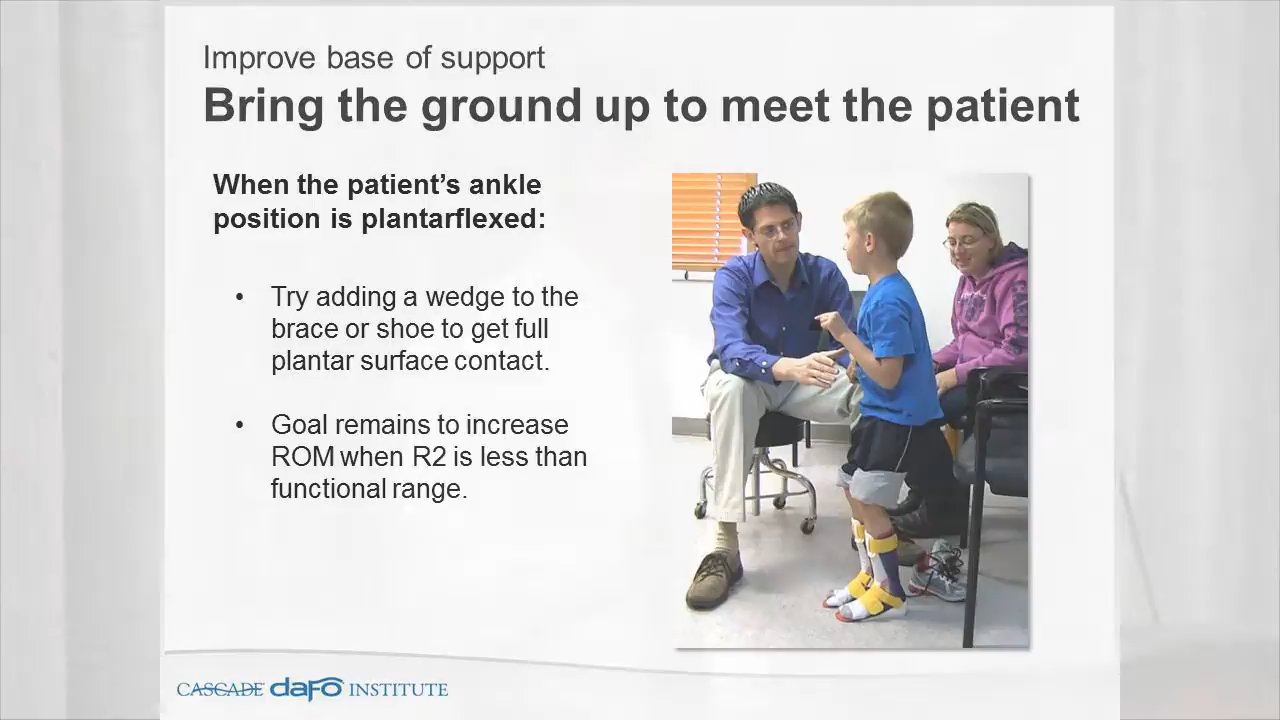 Improve base of support
Bring the ground up to meet the patient
When the patient’s ankle
position is plantarflexed:
• Try adding a wedge to the
brace or shoe to get full
plantar surface contact.
• Goal remains to increase
ROM when R2 is less than
functional range.
CASCADE dafo INSTITUTE